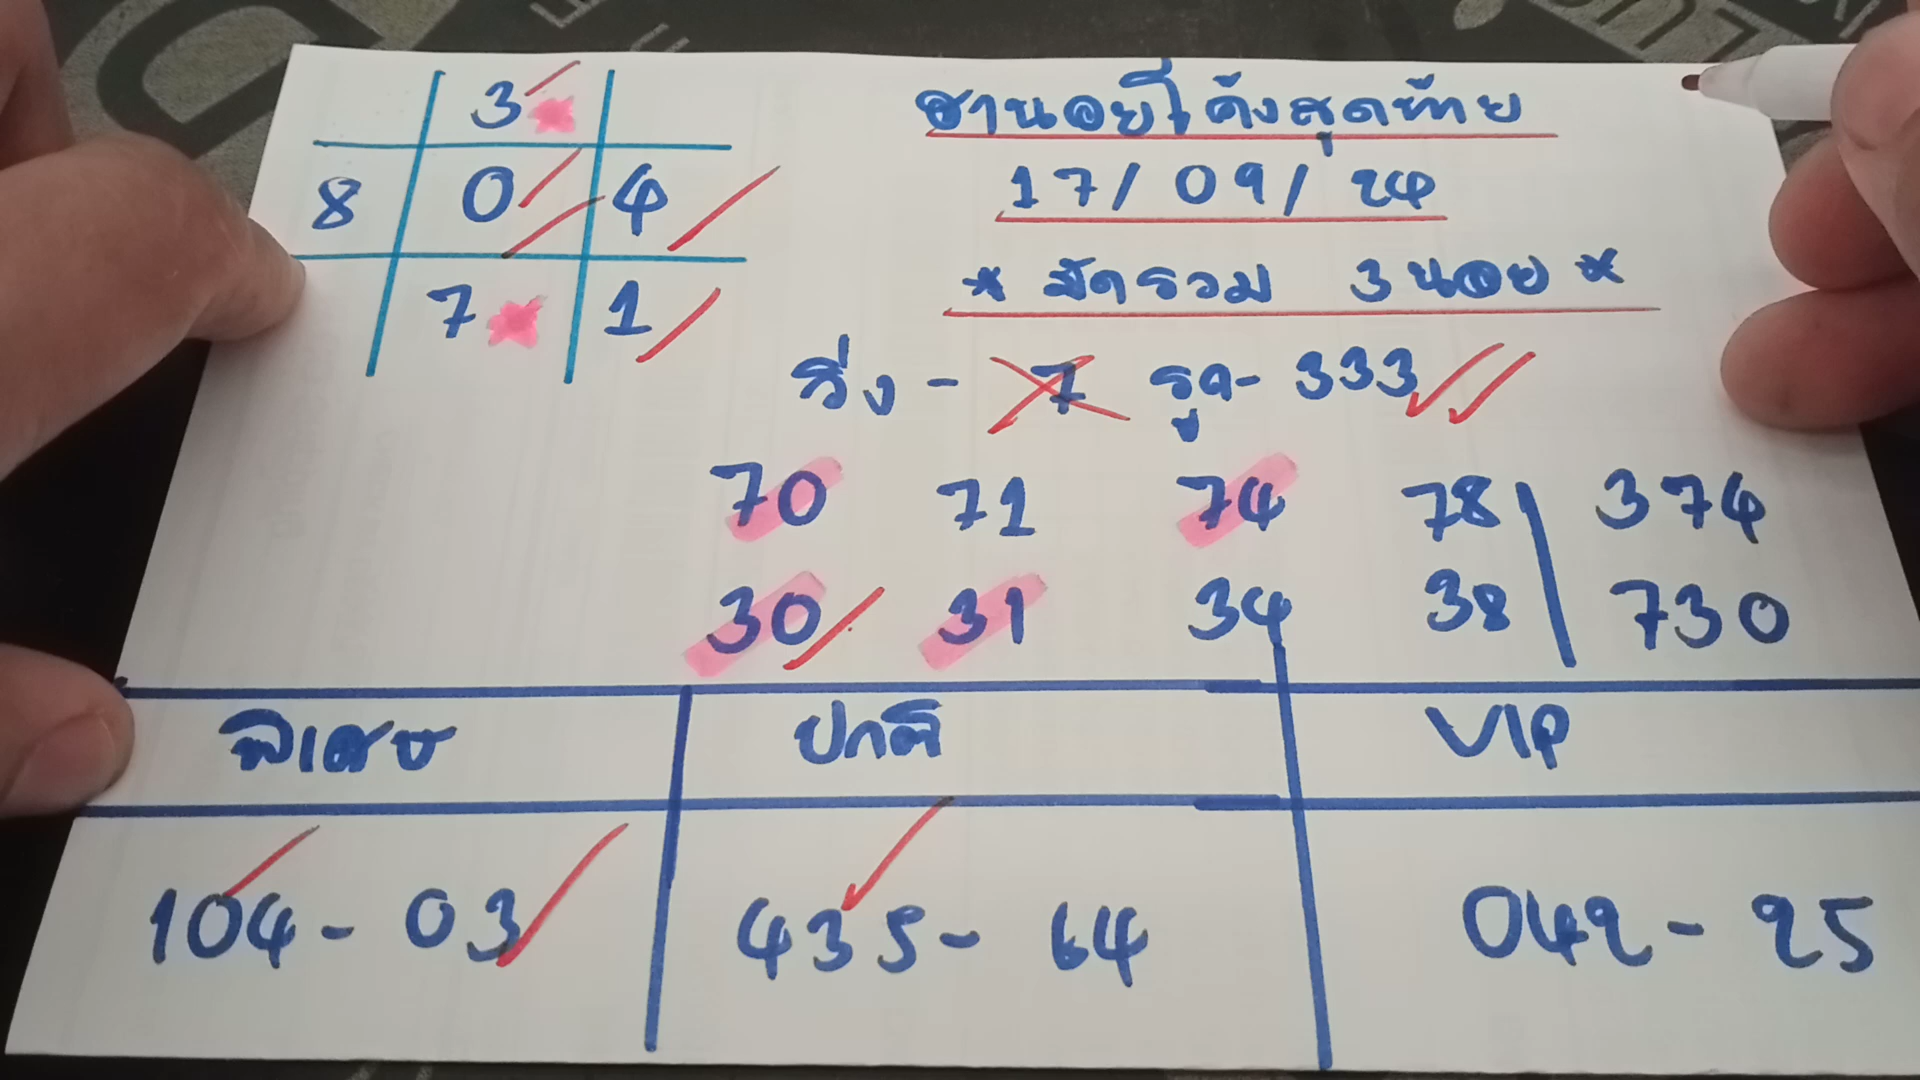 3
8 0 4
7 1
ฮานอยโค้งสุดท้าย
17/09/24
* มัดรวม 3 นอย *
วิ่ง - 7 รูด - 333
70 71 74 78 374
30 31 34 38 730
พิเศษ ปกติ VIP
104 - 03 435 - 64 042 - 25